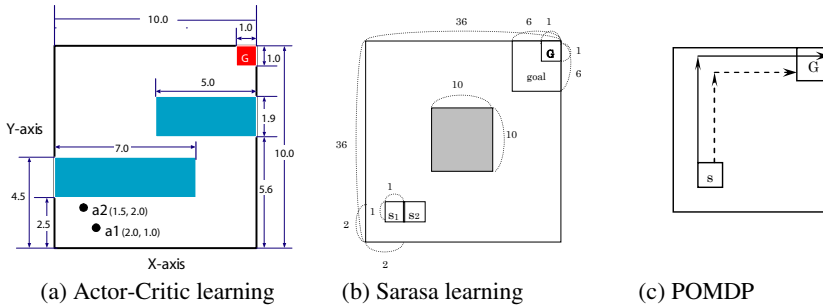 10.0
1.0
G
1.0
5.0
1.9
Y-axis
7.0
10.0
4.5
5.6
2.5
a2 (1.5, 2.0)
a1 (2.0, 1.0)
X-axis
(a) Actor-Critic learning
36
6
1
G
1
goal
6
10
10
36
1
1
s1
s2
2
2
(b) Sarasa learning
G
s
(c) POMDP